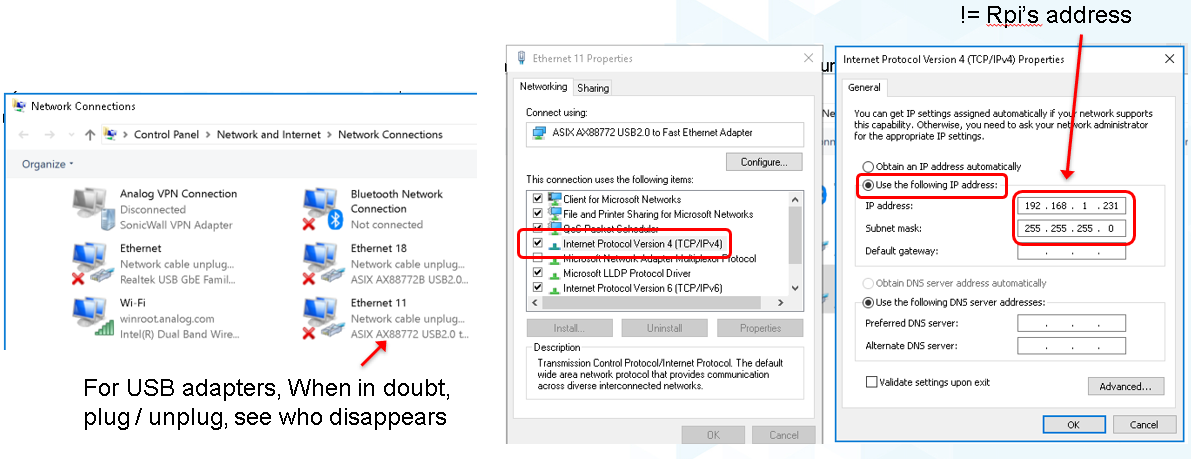 != Rpi's address
Network Connections
Control Panel > Network and Internet > Network Connections
Organize
Analog VPN Connection
Disconnected
SonicWall VPN Adapter
Bluetooth Network
Connection
Not connected
Ethernet
Network cable unplug...
Realtek USB GbE Famil...
Ethernet 18
Network cable unplug...
ASIX AX88772B USB2.0...
Wi-Fi
winroot.analog.com
Intel(R) Dual Band Wire...
Ethernet 11
Network cable unplug...
ASIX AX88772 USB2.0 t...
For USB adapters, When in doubt,
plug / unplug, see who disappears
Ethernet 11 Properties
Networking
Sharing
Connect using:
ASIX AX88772 USB2.0 to Fast Ethernet Adapter
Configure...
This connection uses the following items:
Client for Microsoft Networks
File and Printer Sharing for Microsoft Networks
QoS Packet Scheduler
Internet Protocol Version 4 (TCP/IPv4)
Microsoft Network Adapter Multiplexor Protocol
Microsoft LLDP Protocol Driver
Internet Protocol Version 6 (TCP/IPv6)
Install...
Uninstall
Properties
Description
Transmission Control Protocol/Internet Protocol. The default
wide area network protocol that provides communication
across diverse interconnected networks.
OK
Cancel
Internet Protocol Version 4 (TCP/IPv4) Properties
General
You can get IP settings assigned automatically if your network supports
this capability. Otherwise, you need to ask your network administrator
for the appropriate IP settings.
Obtain an IP address automatically
Use the following IP address:
IP address:
192 . 168 . 1 . 231
Subnet mask:
255 . 255 . 255 . 0
Default gateway:
. . .
Obtain DNS server address automatically
Use the following DNS server addresses:
Preferred DNS server:
. . .
Alternate DNS server:
. . .
Validate settings upon exit
Advanced...
OK
Cancel